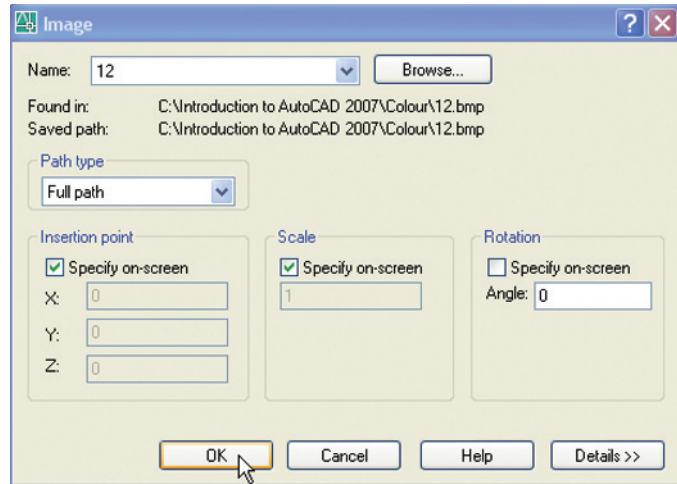 Image
Name: 12 Browse...
Found in: C:\Introduction to AutoCAD 2007\Colour\12.bmp
Saved path: C:\Introduction to AutoCAD 2007\Colour\12.bmp
Path type
Full path
Insertion point Scale Rotation
Specify on-screen Specify on-screen Specify on-screen
X: 0 1 Angle: 0
Y: 0
Z: 0
OK Cancel Help Details >>